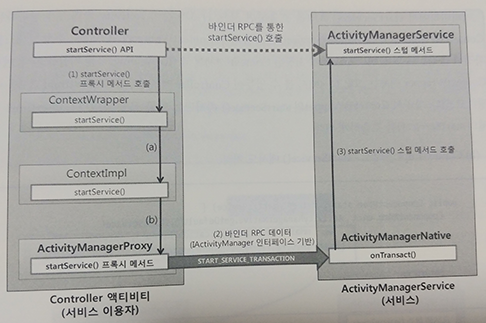 Controller
startService() API
바인더 RPC를 통한
startService() 호출
ActivityManagerService
startService() 스텁 메서드
(1) startService()
프록시 메서드 호출
ContextWrapper
startService()
(a)
ContextImpl
startService()
(3) startService() 스텁 메서드 호출
(b)
(2) 바인더 RPC 데이터
(IActivityManager 인터페이스 기반)
ActivityManagerProxy
startService() 프록시 메서드
START_SERVICE_TRANSACTION
ActivityManagerNative
onTransact()
Controller 액티비티
(서비스 이용자)
ActivityManagerService
(서비스)